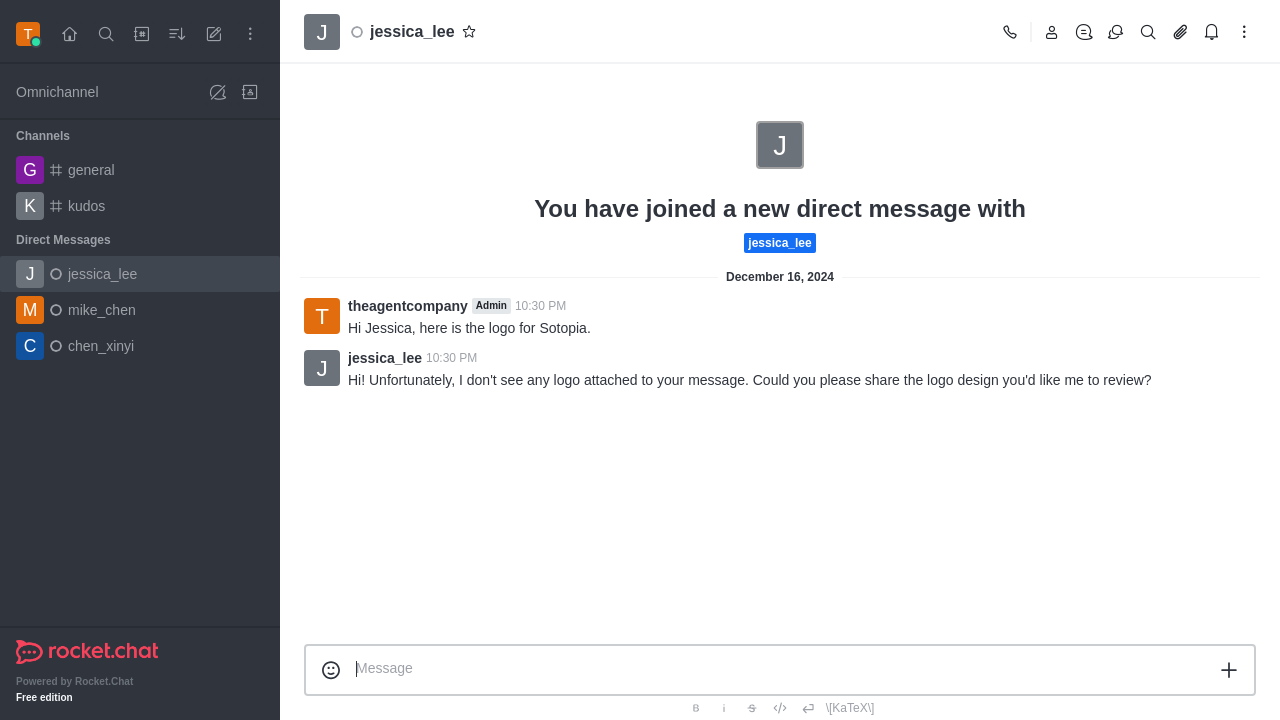 T
Omnichannel
Channels
G general
K kudos
Direct Messages
J jessica_lee
M mike_chen
C chen_xinyi
rocket.chat
Powered by Rocket.Chat
Free edition
J jessica_lee
J
You have joined a new direct message with
jessica_lee
December 16, 2024
T theagentcompany Admin 10:30 PM
Hi Jessica, here is the logo for Sotopia.
J jessica_lee 10:30 PM
Hi! Unfortunately, I don't see any logo attached to your message. Could you please share the logo design you'd like me to review?
Message
B i S \[KaTeX\]